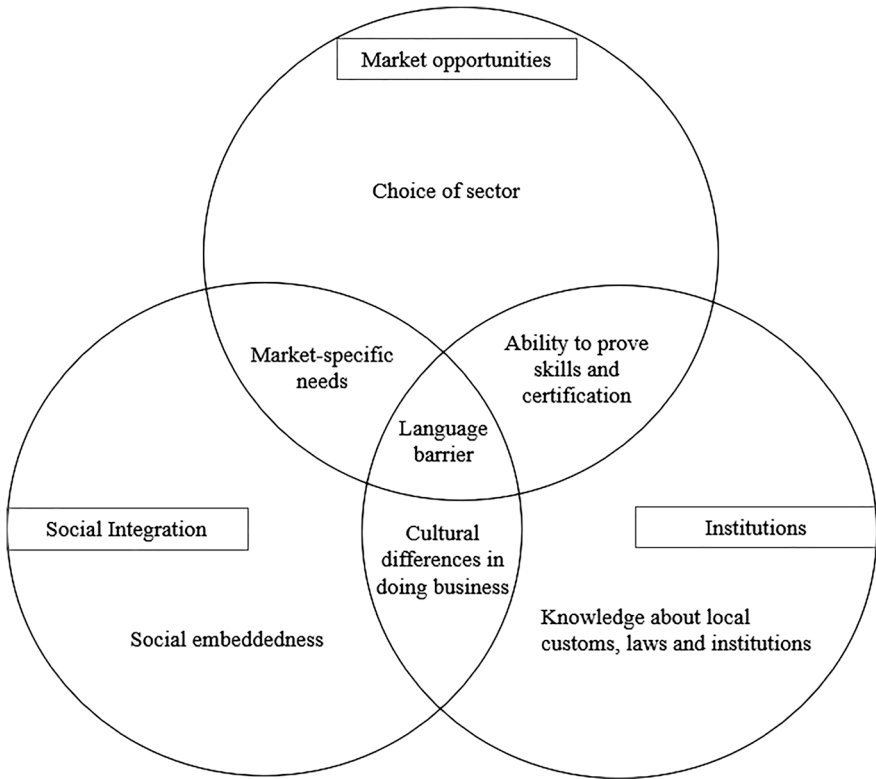 Market opportunities
Choice of sector
Market-specific
needs
Ability to prove
skills and
certification
Language
barrier
Social Integration
Institutions
Cultural
differences in
doing business
Social embeddedness
Knowledge about local
customs, laws and institutions